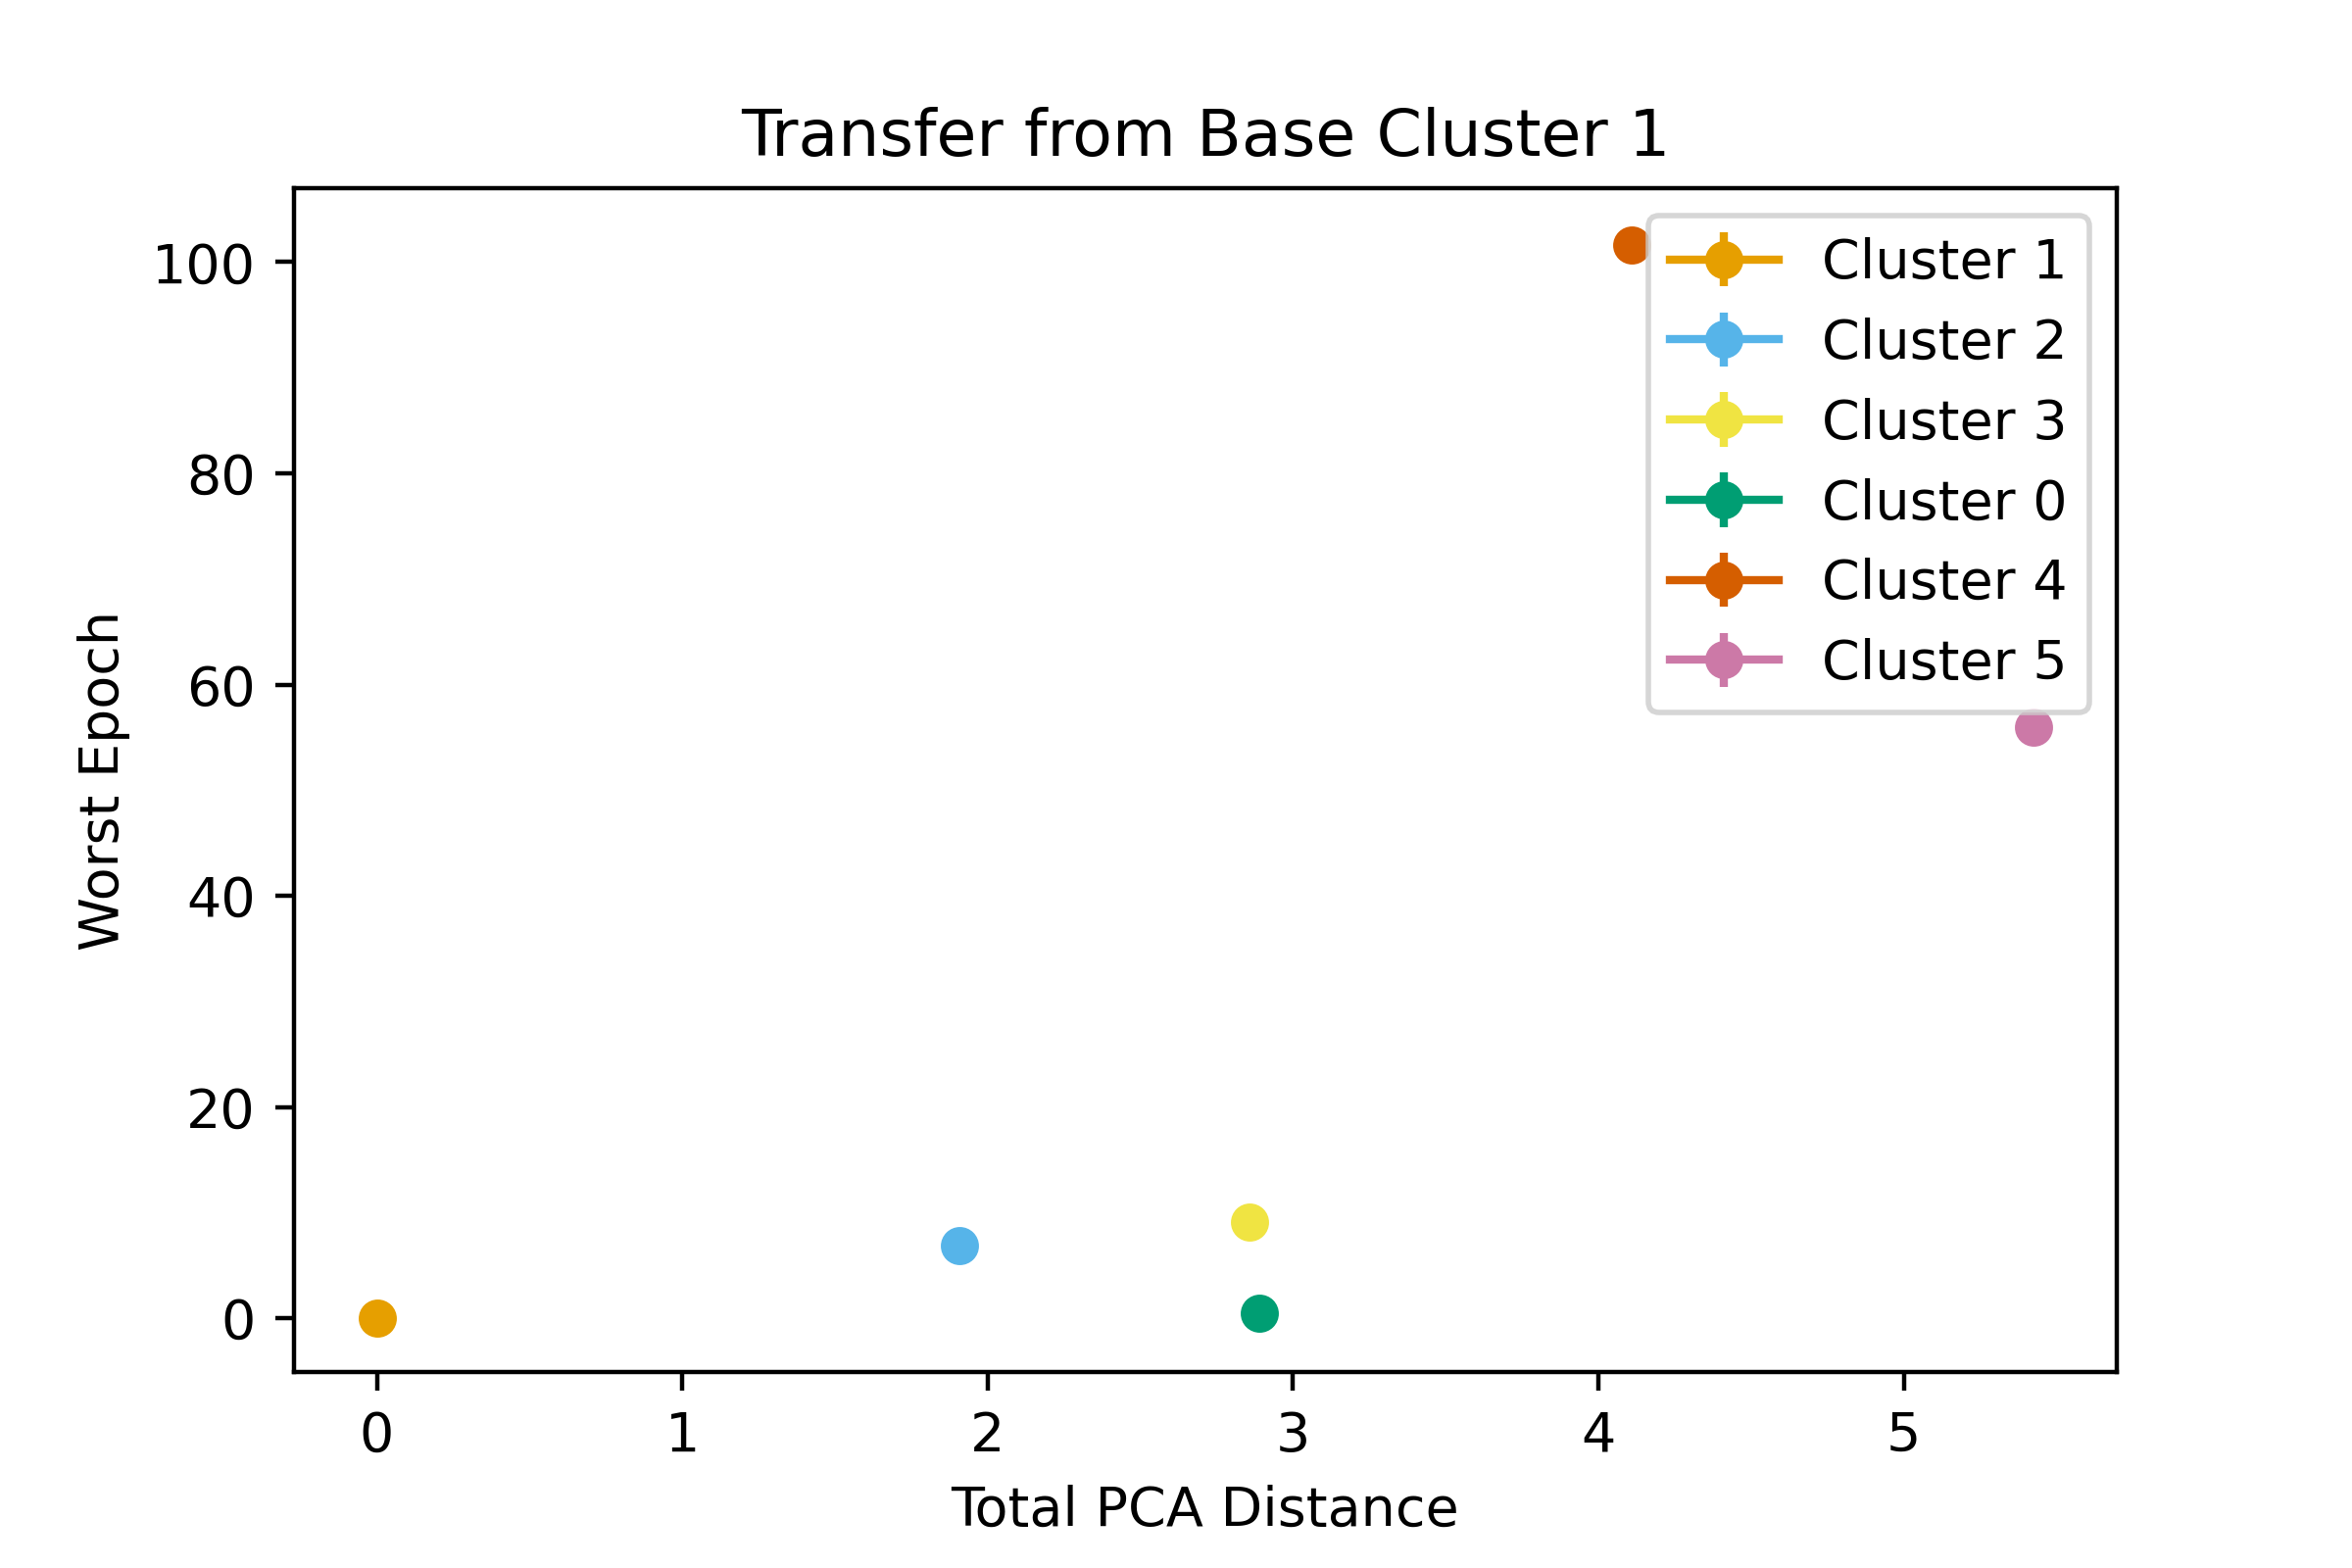 Transfer from Base Cluster 1
100
80
60
40
20
0
Worst Epoch
Cluster 1
Cluster 2
Cluster 3
Cluster 0
Cluster 4
Cluster 5
0 1 2 3 4 5
Total PCA Distance